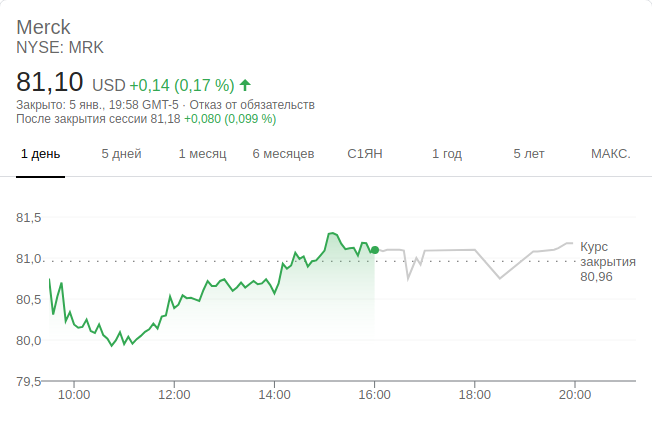 Merck
NYSE: MRK
81,10 USD +0,14 (0,17 %)
Закрыто: 5 янв., 19:58 GMT-5 · Отказ от обязательств
После закрытия сессии 81,18 +0,080 (0,099 %)
1 день 5 дней 1 месяц 6 месяцев С1ЯН 1 год 5 лет МАКС.
81,5
81,0
80,5
80,0
79,5
Курс
закрытия
80,96
10:00 12:00 14:00 16:00 18:00 20:00